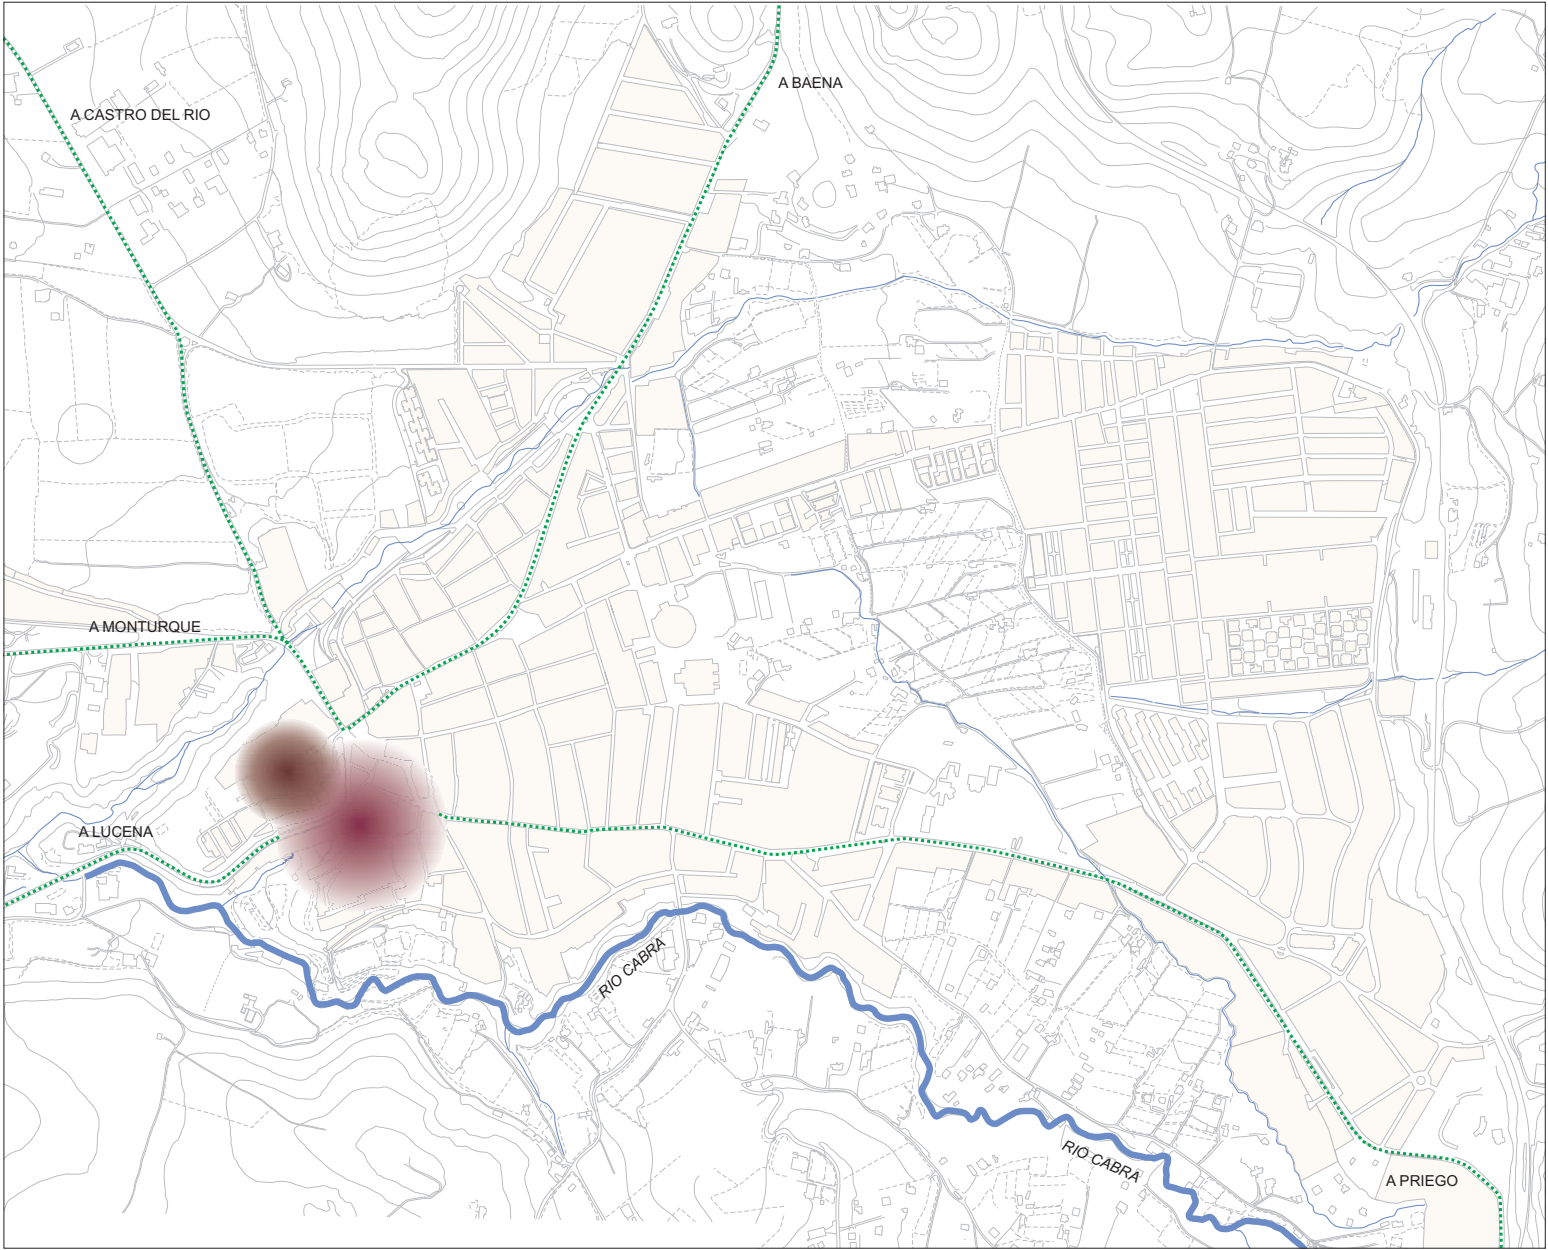 A BAENA
A CASTRO DEL RIO
A MONTURQUE
A LUCENA
RIO CABRA
RIO CABRA
A PRIEGO